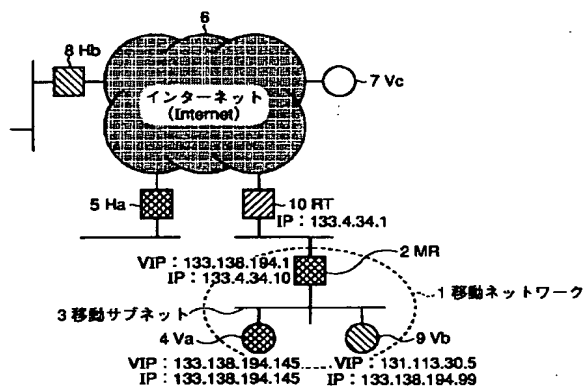 6
8 Hb
7 Vc
インターネット
(Internet)
5 Ha
10 RT
IP：133.4.34.1
2 MR
VIP：133.138.194.1
IP：133.4.34.10
1 移動ネットワーク
3 移動サブネット
4 Va
9 Vb
VIP：133.138.194.145
VIP：131.113.30.5
IP：133.138.194.145
IP：133.138.194.99